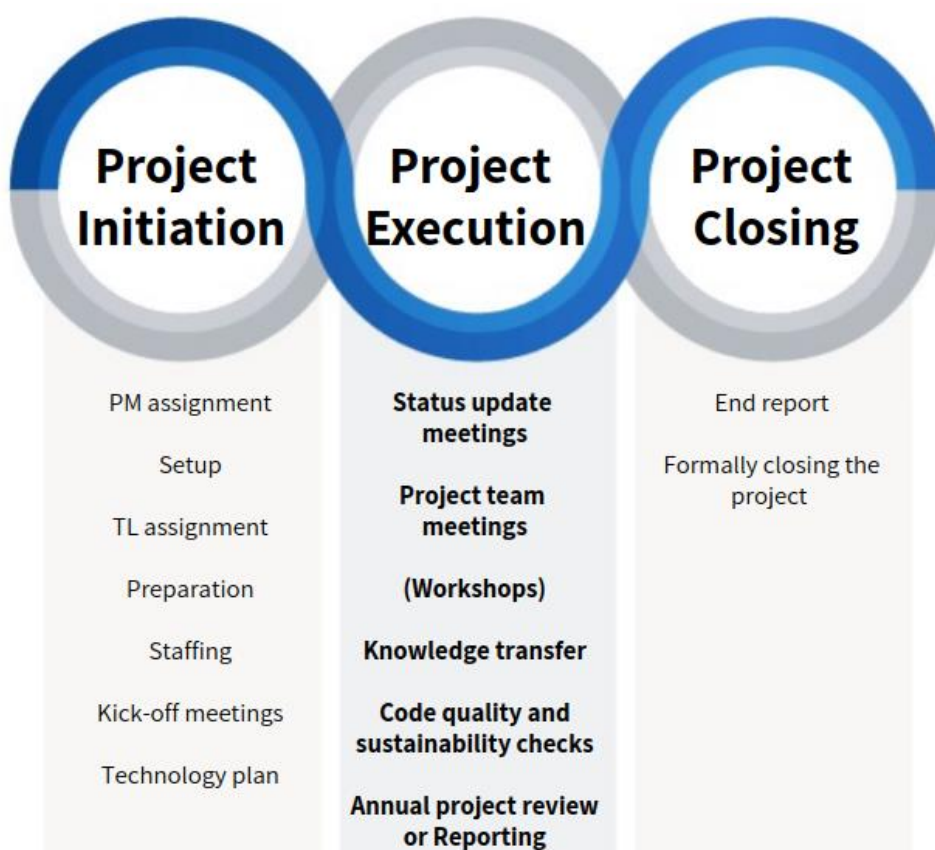 Project
Initiation
PM assignment
Setup
TL assignment
Preparation
Staffing
Kick-off meetings
Technology plan
Project
Execution
Status update
meetings
Project team
meetings
(Workshops)
Knowledge transfer
Code quality and
sustainability checks
Annual project review
or Reporting
Project
Closing
End report
Formally closing the
project